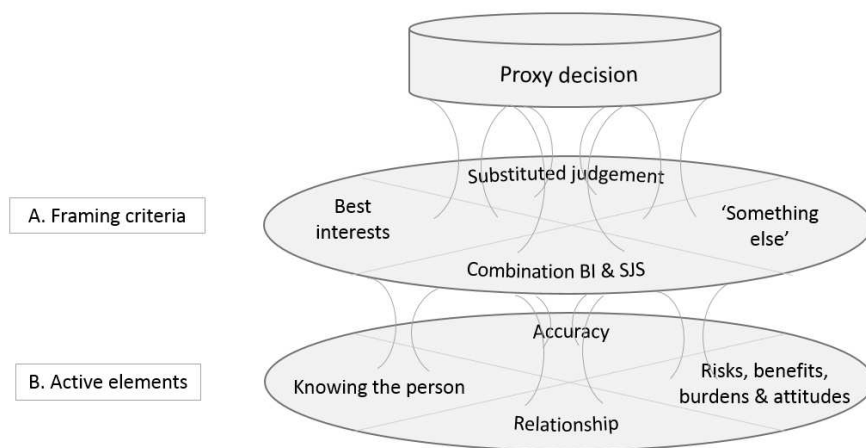 Proxy decision
A. Framing criteria
Substituted judgement
Best
interests
‘Something
else’
Combination BI & SJS
B. Active elements
Accuracy
Knowing the person
Risks, benefits,
burdens & attitudes
Relationship